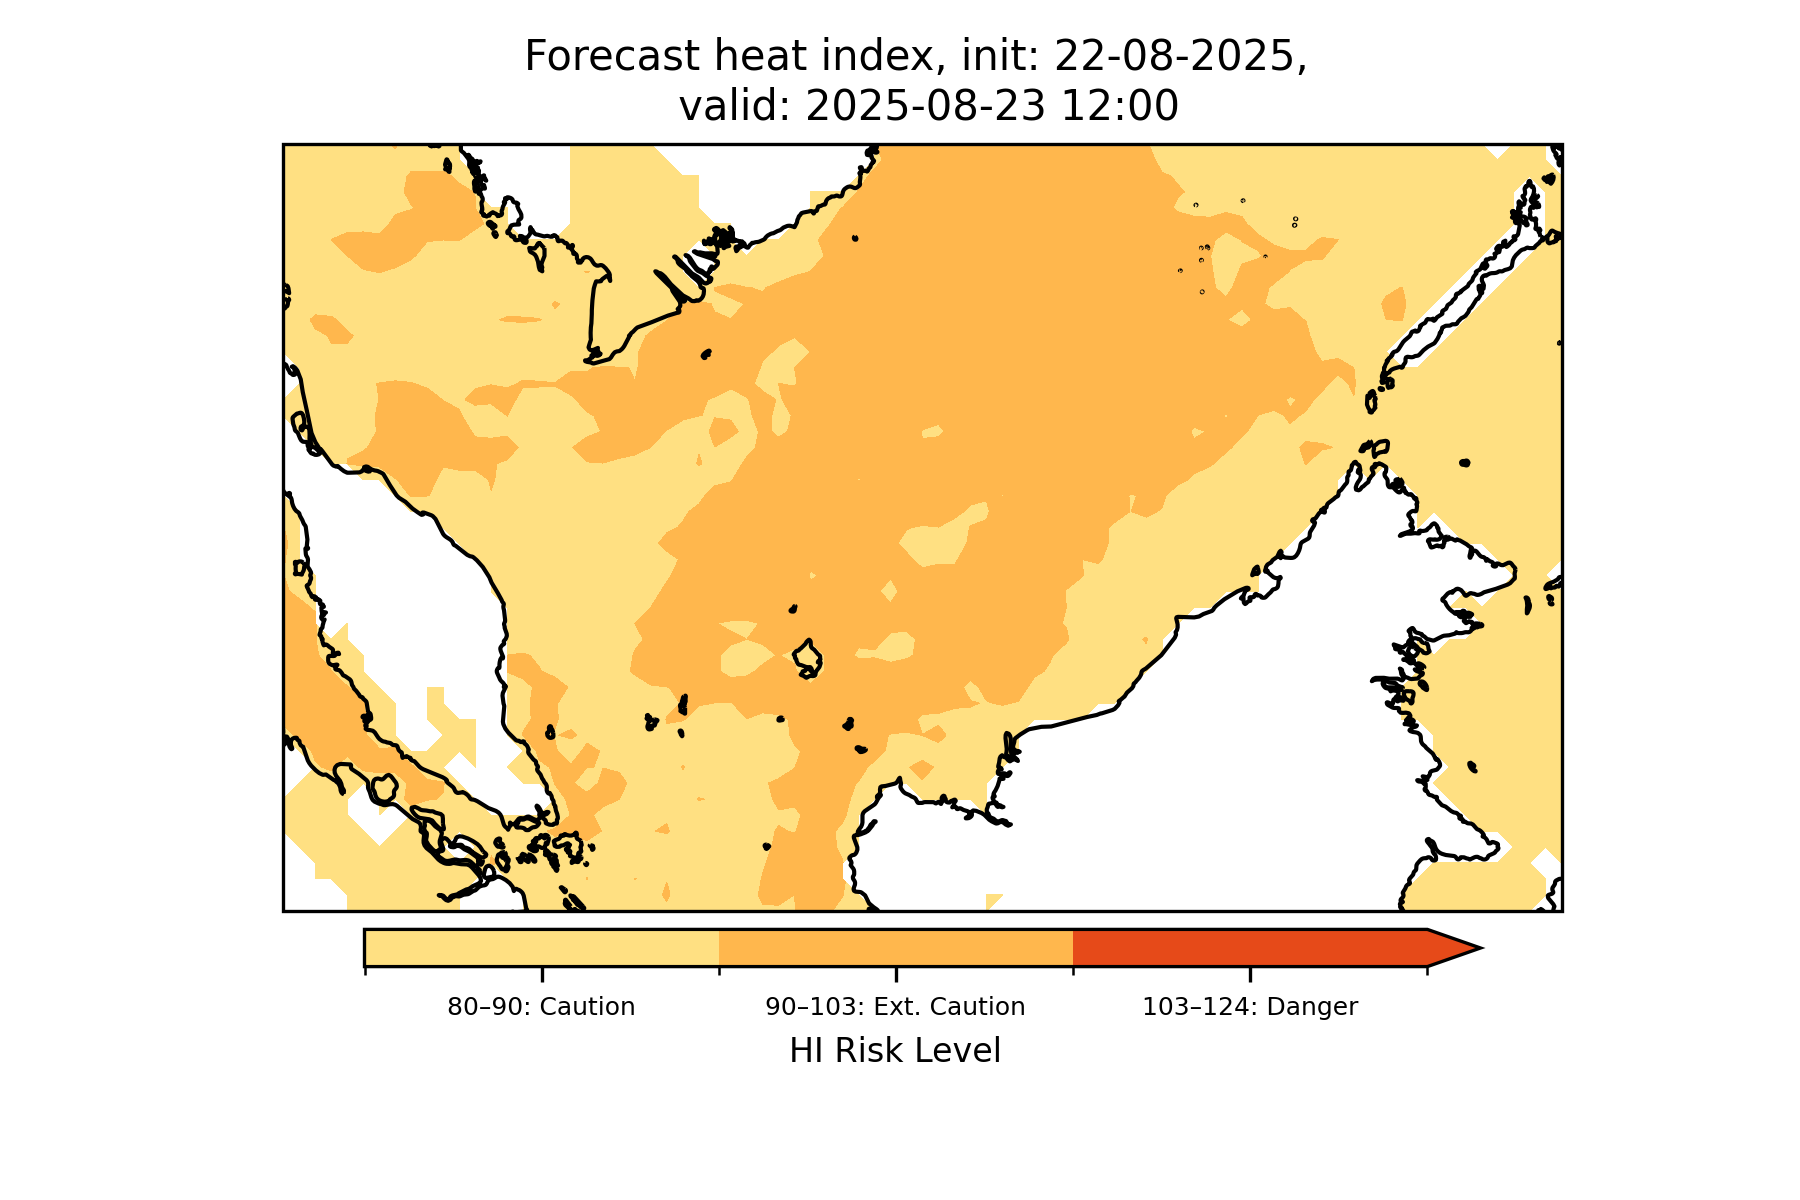 Forecast heat index, init: 22-08-2025,
valid: 2025-08-23 12:00
80–90: Caution
90–103: Ext. Caution
103–124: Danger
HI Risk Level